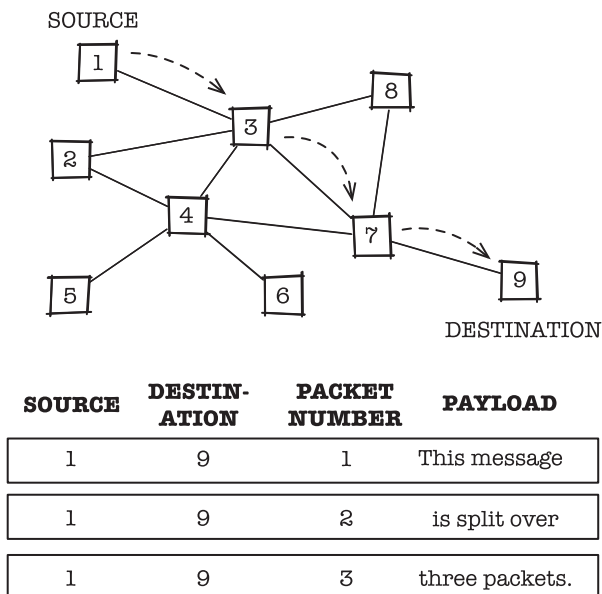 SOURCE
1
8
3
2
4
7
5
6
9
DESTINATION
SOURCE DESTIN-ATION PACKET NUMBER PAYLOAD
1 9 1 This message
1 9 2 is split over
1 9 3 three packets.